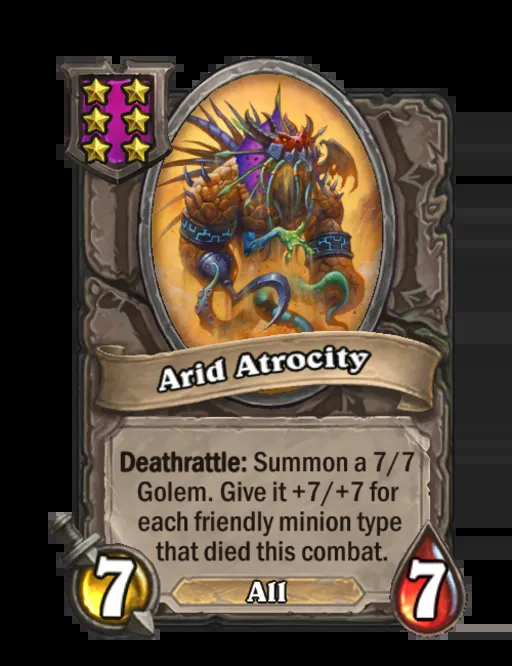 Arid Atrocity
Deathrattle: Summon a 7/7
Golem. Give it +7/+7 for
each friendly minion type
that died this combat.
7
All
7